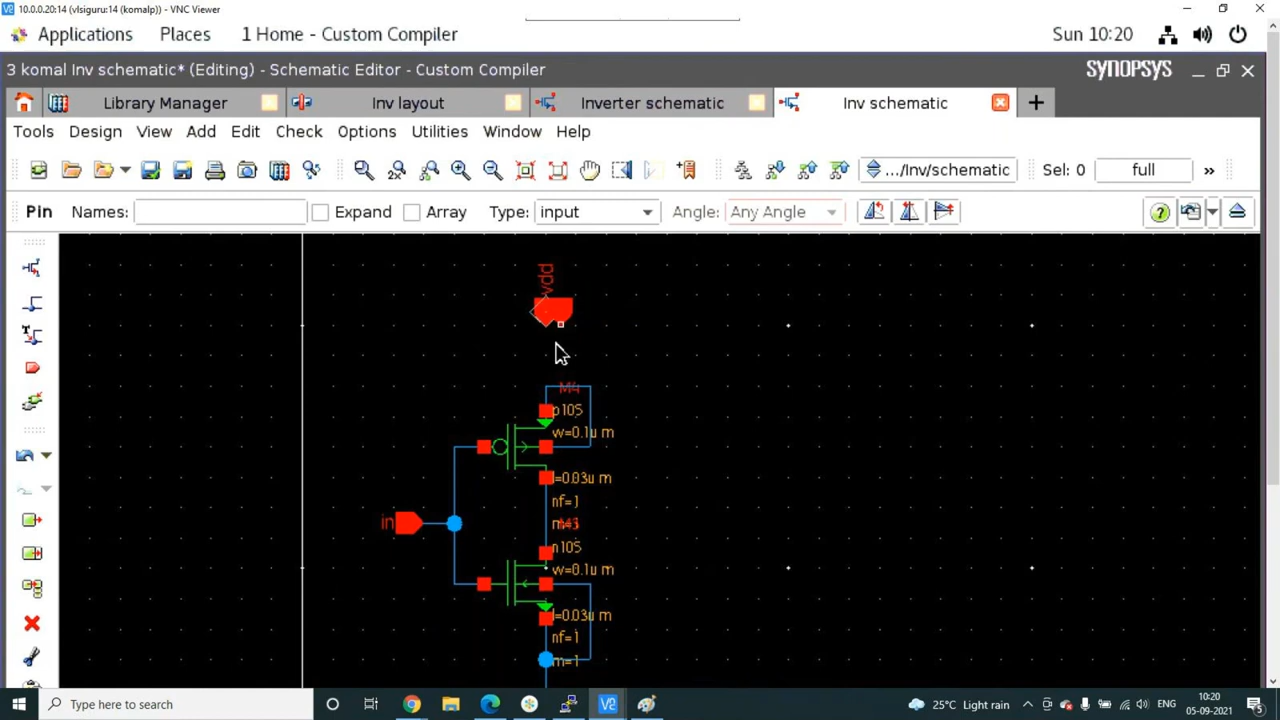 10.0.0.20:14 (vlsiguru:14 (komalp)) - VNC Viewer
Applications Places 1 Home - Custom Compiler Sun 10:20
3 komal Inv schematic* (Editing) - Schematic Editor - Custom Compiler SYNOPSYS
Library Manager Inv layout Inverter schematic Inv schematic
Tools Design View Add Edit Check Options Utilities Window Help
.../Inv/schematic Sel: 0 full »
Pin Names: Expand Array Type: input Angle: Any Angle
vdd
M4
p105
w=0.1u m
l=0.03u m
nf=1
in
n105
w=0.1u m
l=0.03u m
nf=1
m=1
Type here to search
25°C Light rain ENG 10:20
05-09-2021